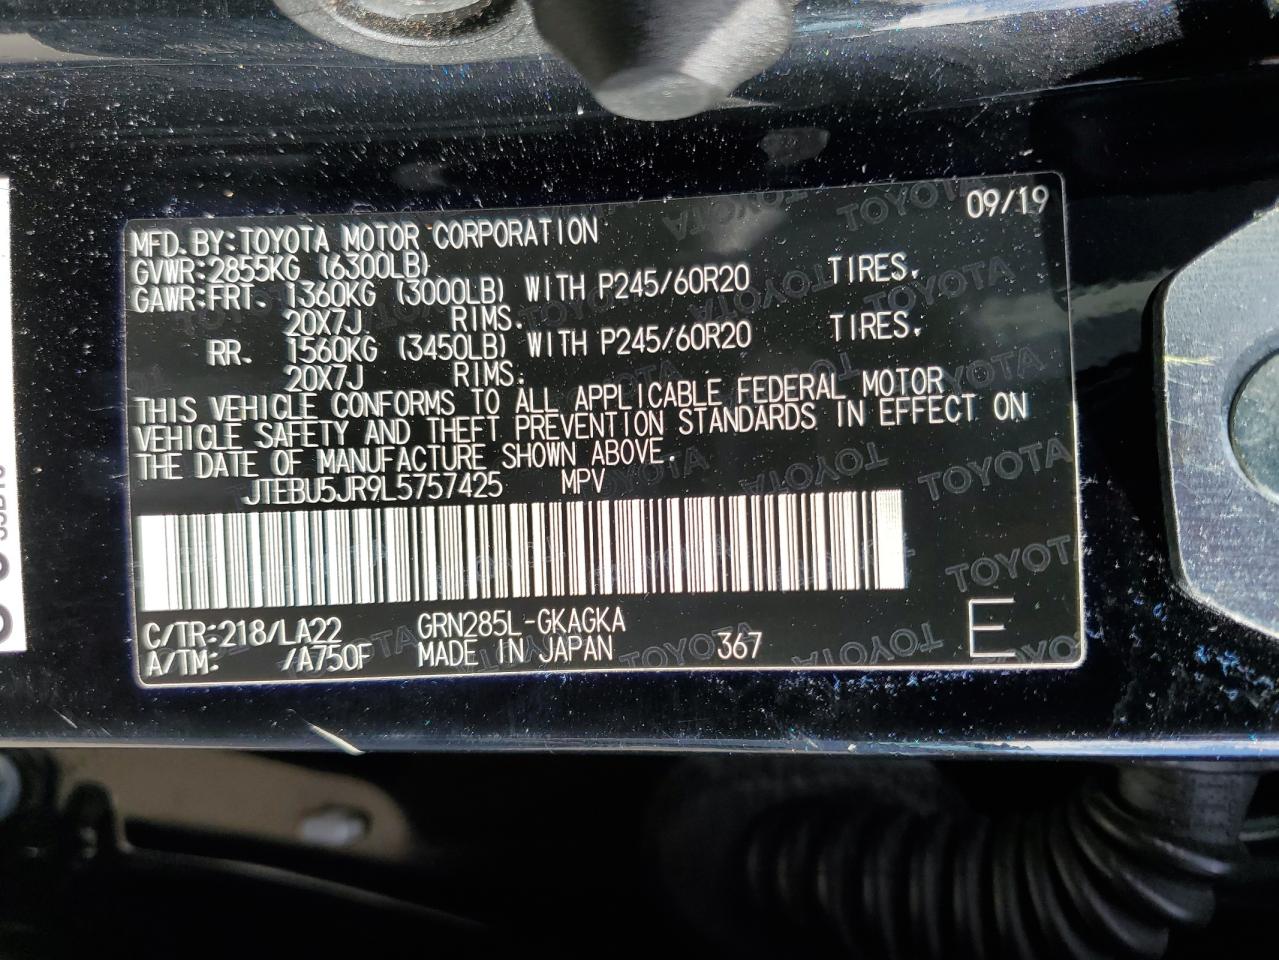 09/19
MFD. BY:TOYOTA MOTOR CORPORATION
GVWR:2855KG (6300LB)
GAWR:FRT. 1360KG (3000LB) WITH P245/60R20 TIRES.
20X7J RIMS.
RR. 1560KG (3450LB) WITH P245/60R20 TIRES.
20X7J RIMS.
THIS VEHICLE CONFORMS TO ALL APPLICABLE FEDERAL MOTOR
VEHICLE SAFETY AND THEFT PREVENTION STANDARDS IN EFFECT ON
THE DATE OF MANUFACTURE SHOWN ABOVE.
JTEBU5JR9L5757425 MPV
C/TR:218/LA22 GRN285L-GKAGKA
A/TM: /A750F MADE IN JAPAN 367 E
TOYOTA